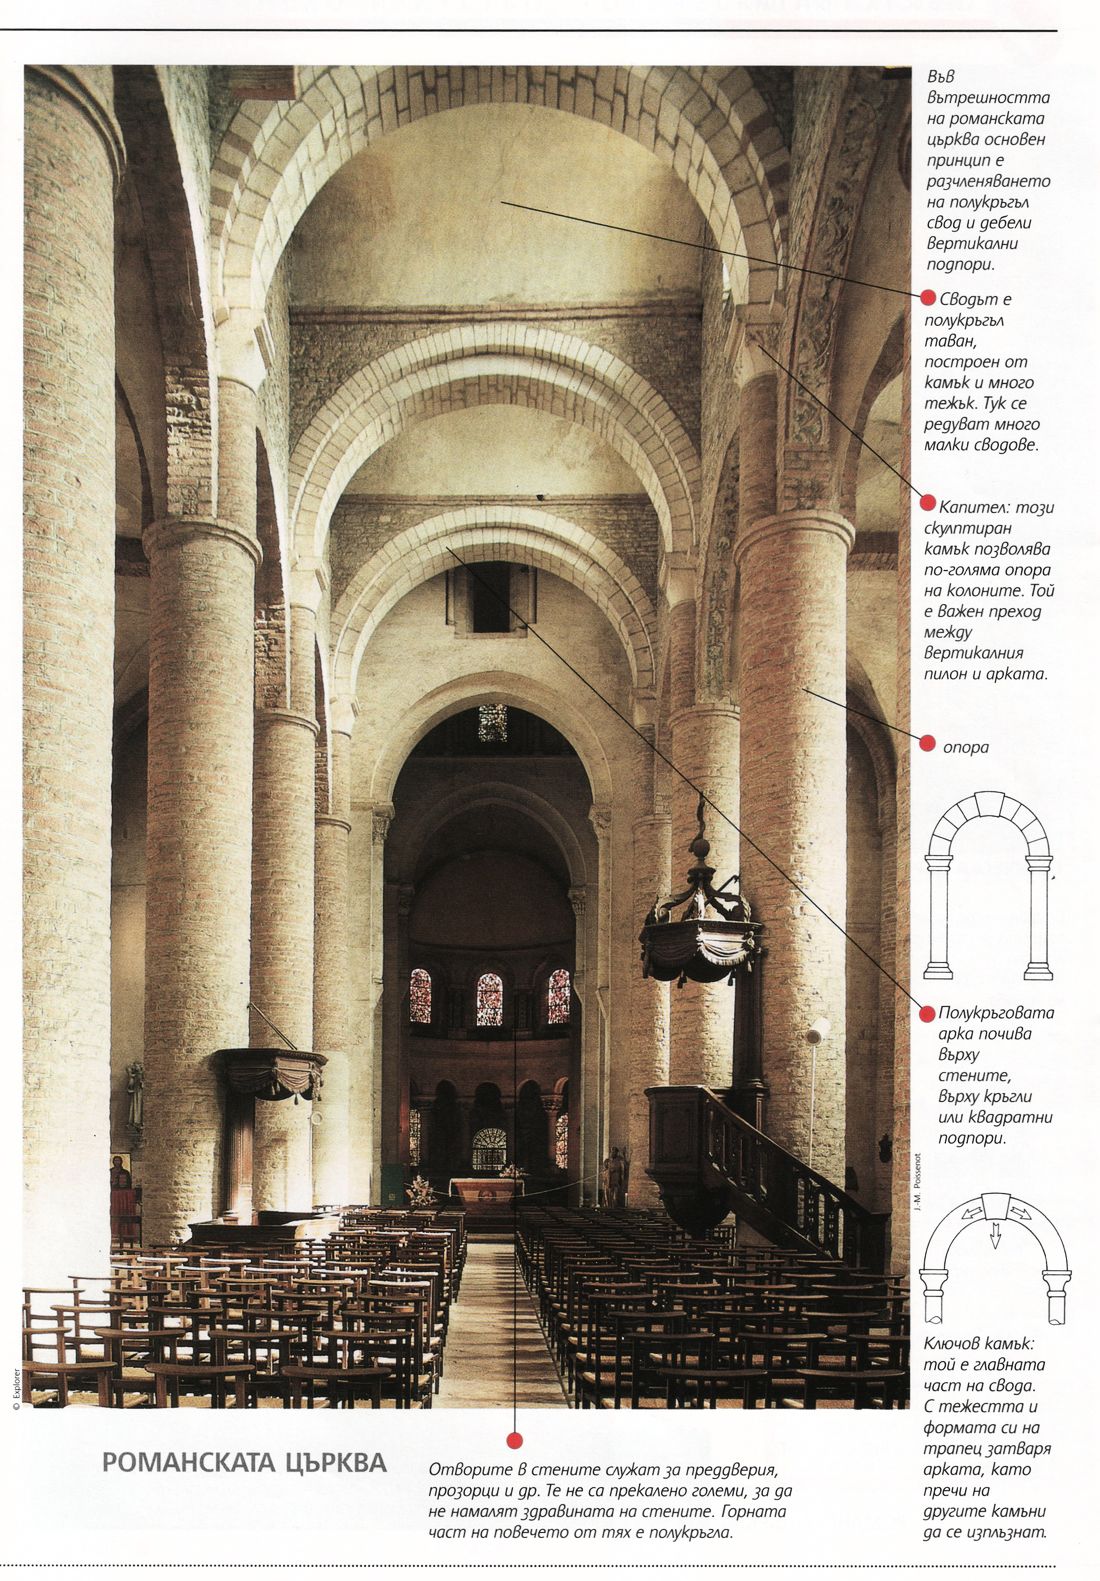 Във
вътрешността
на романската
църква основен
принцип е
разчленяването
на полукръгъл
свод и дебели
вертикални
подпори.
Сводът е
полукръгъл
таван,
построен от
камък и много
тежък. Тук се
редуват много
малки сводове.
Капител: този
скулптиран
камък позволява
по-голяма опора
на колоните. Той
е важен преход
между
вертикалния
пилон и арката.
опора
Полукръговата
арка почива
върху
стените,
върху кръгли
или квадратни
подпори.
J.-M. Poissenot
Ключов камък:
той е главната
част на свода.
С тежестта и
формата си на
трапец затваря
арката, като
пречи на
другите камъни
да се изплъзнат.
© Explorer
РОМАНСКАТА ЦЪРКВА
Отворите в стените служат за преддверия,
прозорци и др. Те не са прекалено големи, за да
не намалят здравината на стените. Горната
част на повечето от тях е полукръгла.